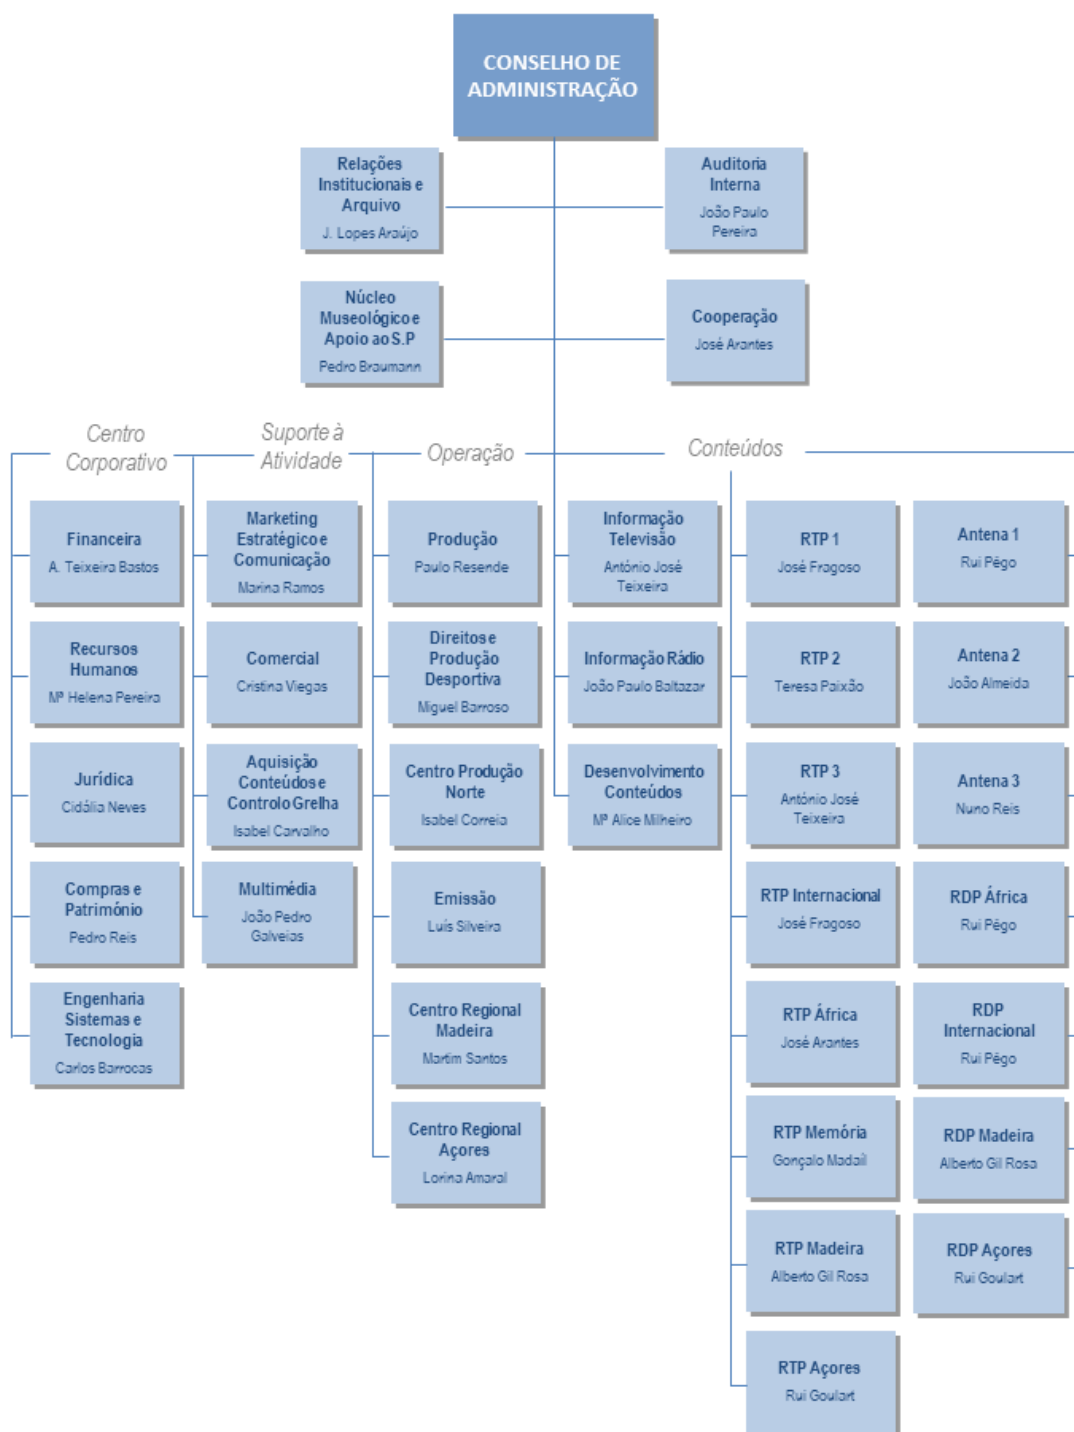 CONSELHO DE
ADMINISTRAÇÃO
Relações
Institucionais e
Arquivo
J. Lopes Araújo
Auditoria
Interna
João Paulo
Pereira
Núcleo
Museológico e
Apoio ao S.P
Pedro Braumann
Cooperação
José Arantes
Centro
Corporativo
Suporte à
Atividade
Operação
Conteúdos
Financeira
A. Teixeira Bastos
Recursos
Humanos
Mª Helena Pereira
Jurídica
Cidália Neves
Compras e
Património
Pedro Reis
Engenharia
Sistemas e
Tecnologia
Carlos Barrocas
Marketing
Estratégico e
Comunicação
Marina Ramos
Comercial
Cristina Viegas
Aquisição
Conteúdos e
Controlo Grelha
Isabel Carvalho
Multimédia
João Pedro
Galveias
Produção
Paulo Resende
Direitos e
Produção
Desportiva
Miguel Barroso
Centro Produção
Norte
Isabel Correia
Emissão
Luís Silveira
Centro Regional
Madeira
Martim Santos
Centro Regional
Açores
Lorina Amaral
Informação
Televisão
António José
Teixeira
Informação Rádio
João Paulo Baltazar
Desenvolvimento
Conteúdos
Mª Alice Milheiro
RTP 1
José Fragoso
RTP 2
Teresa Paixão
RTP 3
António José
Teixeira
RTP Internacional
José Fragoso
RTP África
José Arantes
RTP Memória
Gonçalo Madaíl
RTP Madeira
Alberto Gil Rosa
RTP Açores
Rui Goulart
Antena 1
Rui Pêgo
Antena 2
João Almeida
Antena 3
Nuno Reis
RDP África
Rui Pêgo
RDP
Internacional
Rui Pêgo
RDP Madeira
Alberto Gil Rosa
RDP Açores
Rui Goulart